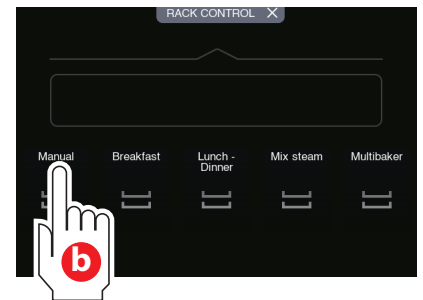 RACK CONTROL ✕
Manual Breakfast Lunch - Mix steam Multibaker
Dinner
b